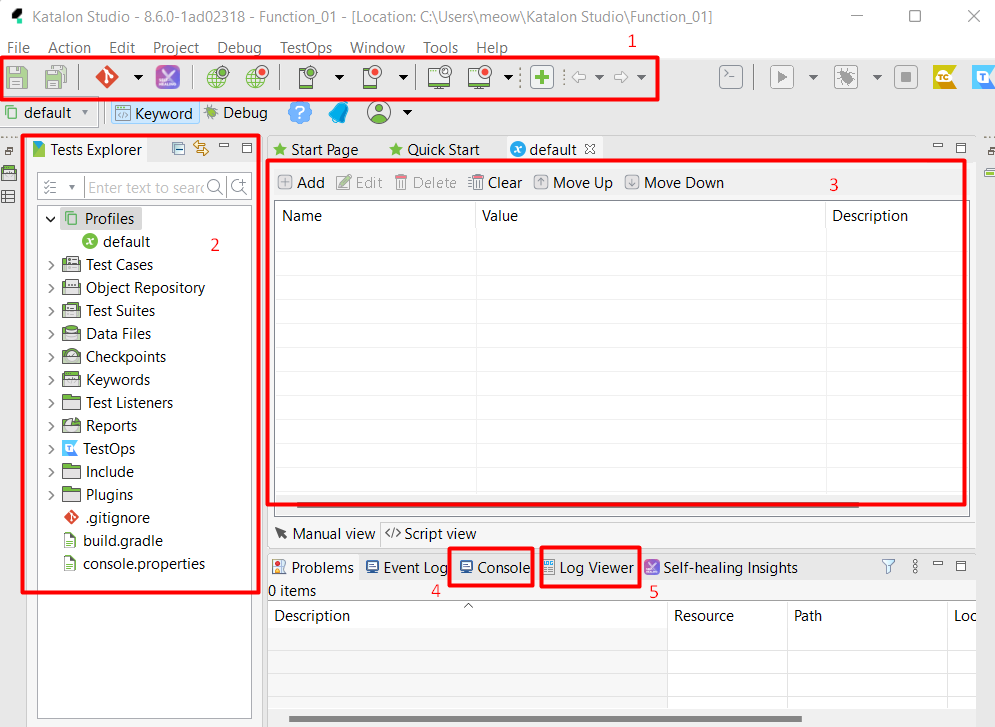 Katalon Studio - 8.6.0-1ad02318 - Function_01 - [Location: C:\Users\meow\Katalon Studio\Function_01]
File Action Edit Project Debug TestOps Window Tools Help
1
TC
default Keyword Debug
Tests Explorer
Enter text to searc
Profiles
default
2
Test Cases
Object Repository
Test Suites
Data Files
Checkpoints
Keywords
Test Listeners
Reports
TestOps
Include
Plugins
.gitignore
build.gradle
console.properties
Start Page Quick Start default
Add Edit Delete Clear Move Up Move Down
3
Name Value Description
Manual view </> Script view
Problems Event Log Console Log Viewer Self-healing Insights
4
5
0 items
Description Resource Path Loc